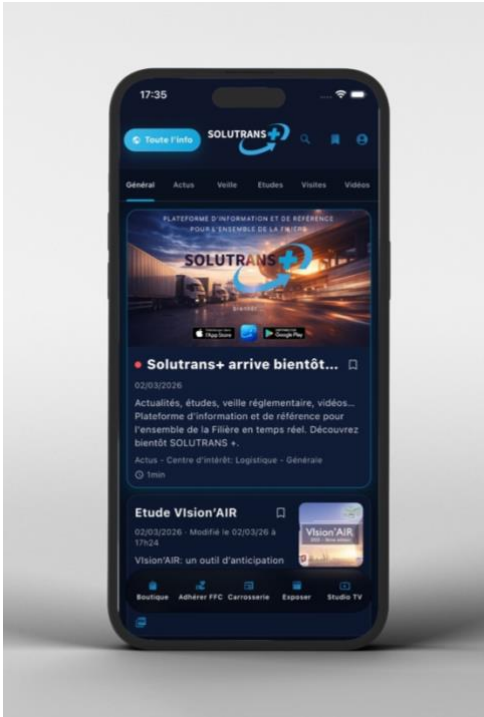 17:35
Toute l'info
SOLUTRANS+
Général Actus Veille Etudes Visites Vidéos
PLATEFORME D'INFORMATION ET DE RÉFÉRENCE
POUR L'ENSEMBLE DE LA FILIÈRE
SOLUTRANS+
bientôt
App Store Google Play
Solutrans+ arrive bientôt...
02/03/2026
Actualités, études, veille réglementaire, vidéos...
Plateforme d'information et de référence pour
l'ensemble de la Filière en temps réel. Découvrez
bientôt SOLUTRANS +.
Actus - Centre d'intérêt: Logistique - Générale
1min
Etude VIsion'AIR
02/03/2026 - Modifié le 02/03/26 à
17h24
VIsion'AIR: un outil d'anticipation
VIsion'AIR
Boutique Adhérer FFC Carrosserie Exposer Studio TV